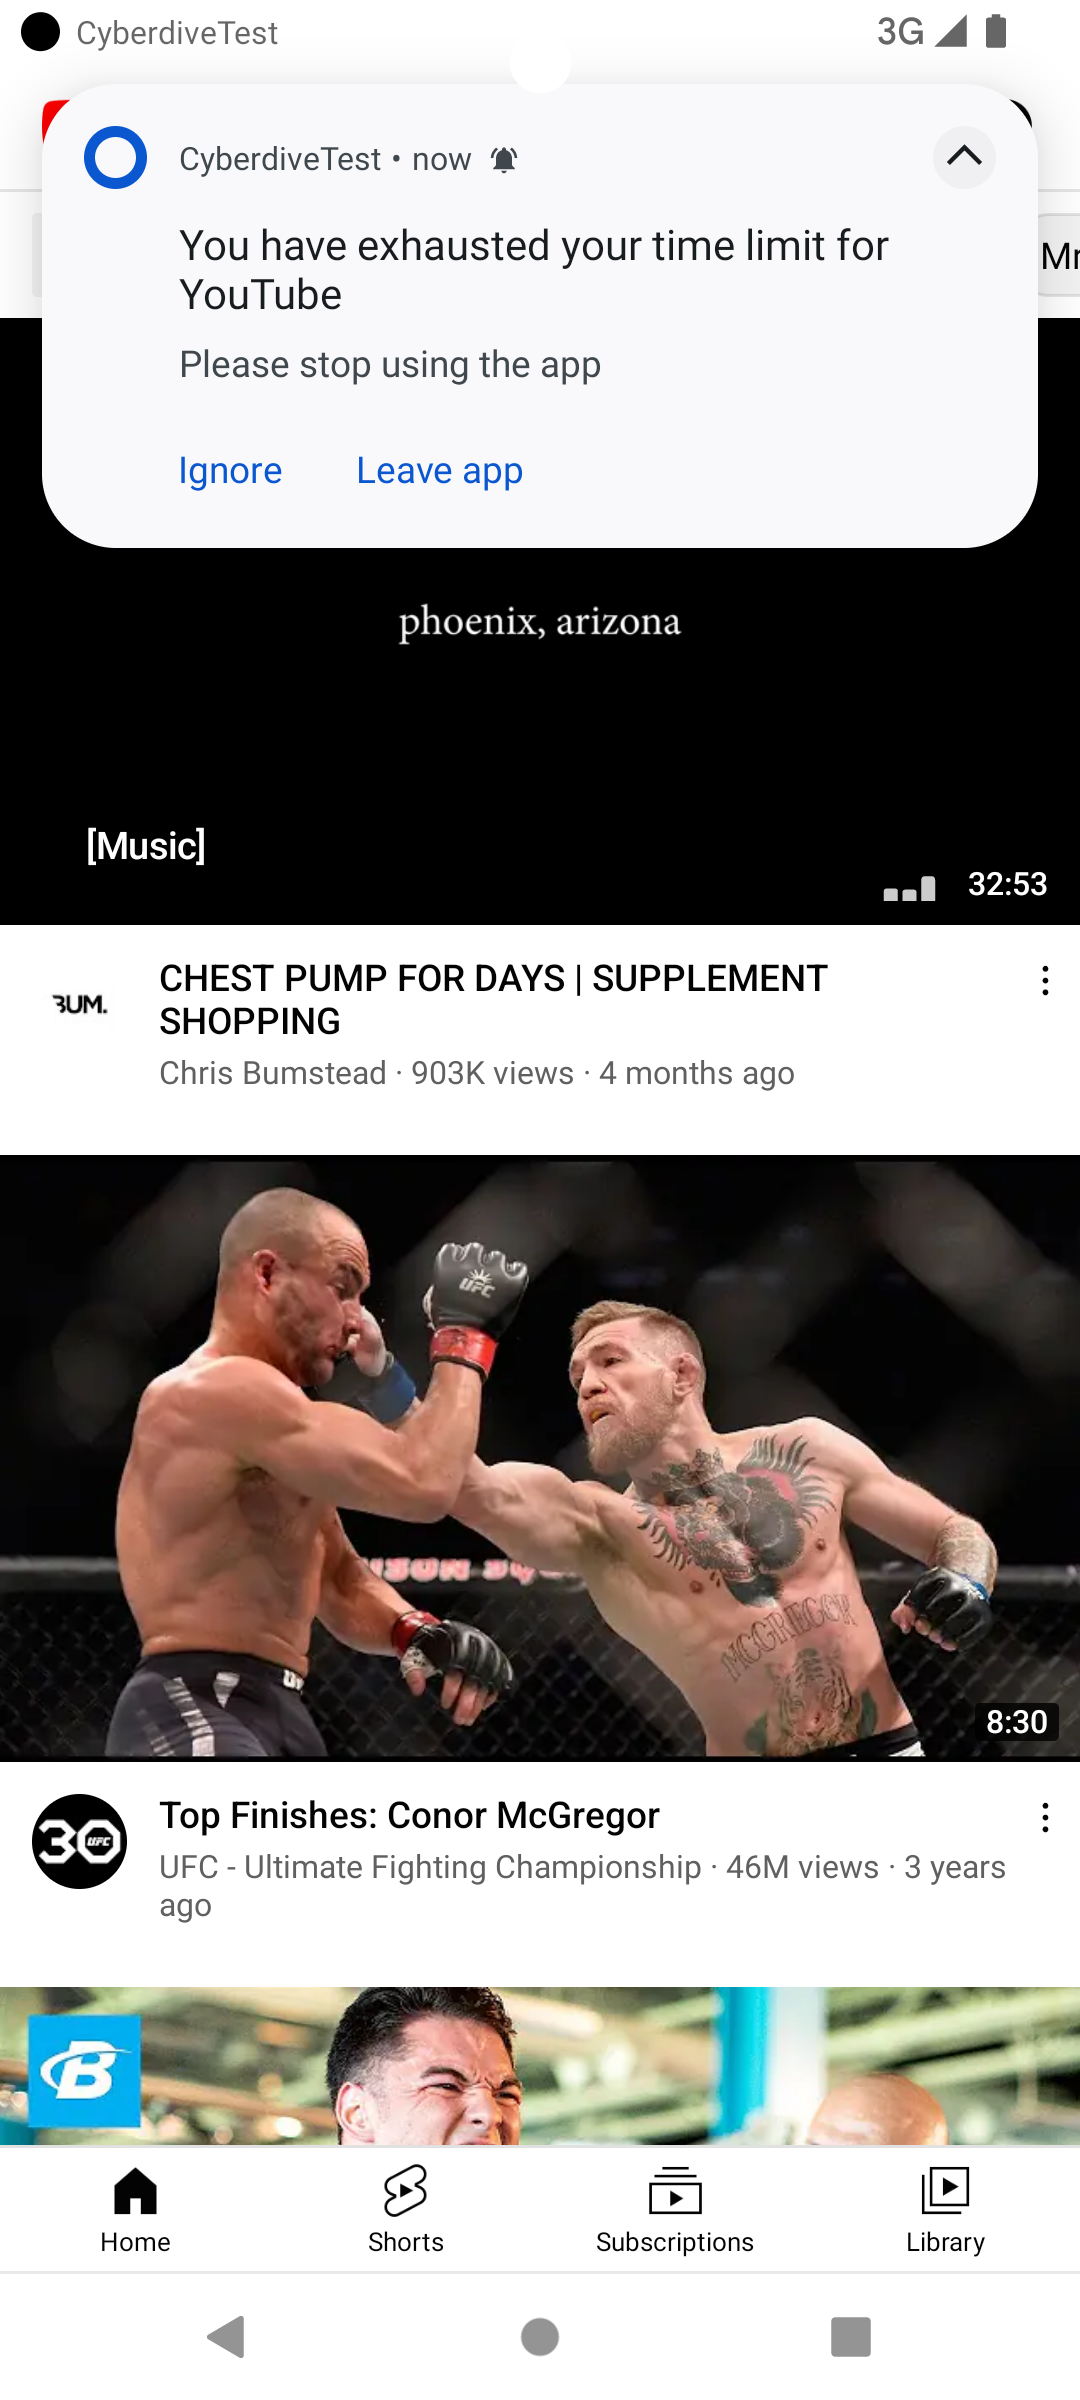 CyberdiveTest
3G
CyberdiveTest • now
You have exhausted your time limit for
YouTube
Please stop using the app
Ignore Leave app
phoenix, arizona
[Music]
32:53
CHEST PUMP FOR DAYS | SUPPLEMENT
SHOPPING
BUM.
Chris Bumstead · 903K views · 4 months ago
UFC
MCGREGOR
8:30
Top Finishes: Conor McGregor
30 UFC
UFC - Ultimate Fighting Championship · 46M views · 3 years
ago
B
Home Shorts Subscriptions Library